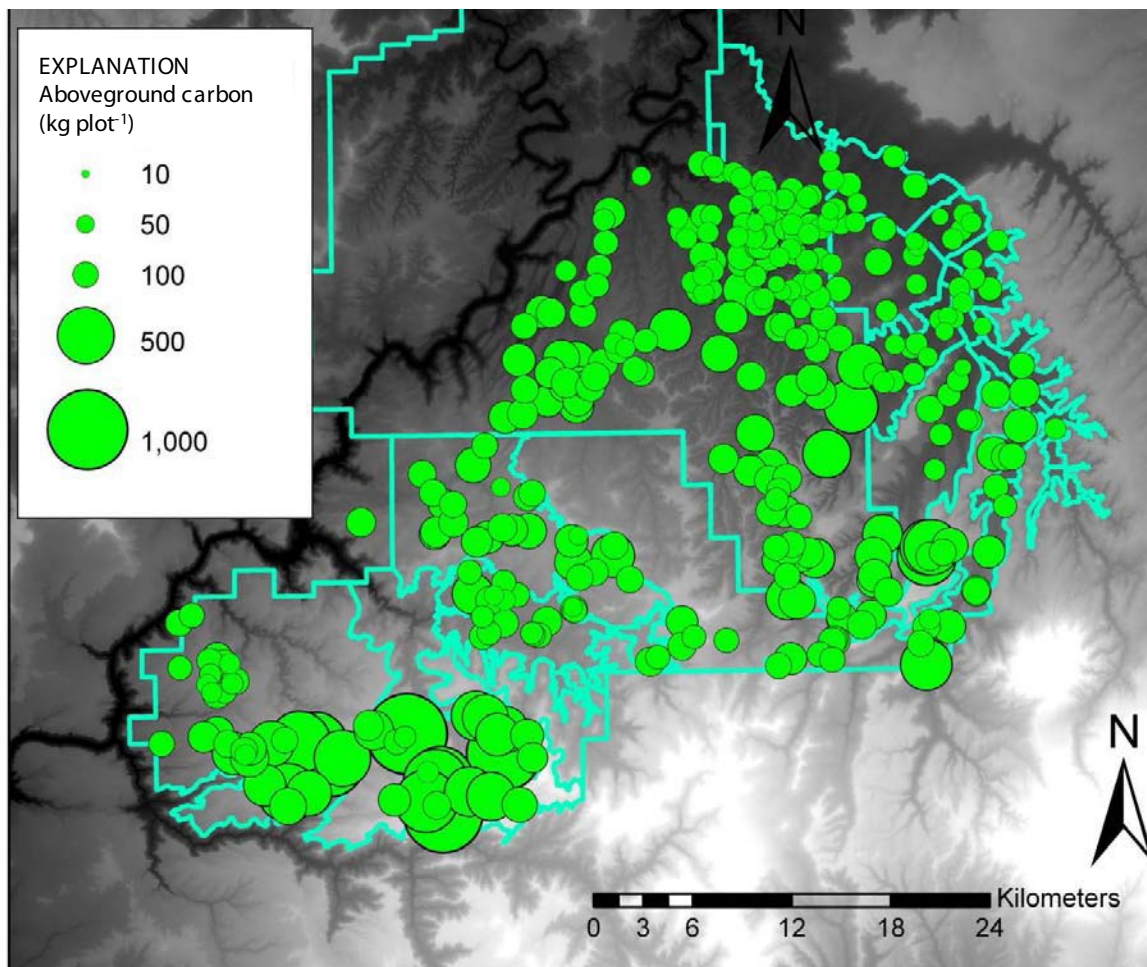 EXPLANATION
Aboveground carbon
(kg plot⁻¹)
10
50
100
500
1,000
N
N
Kilometers
0 3 6 12 18 24